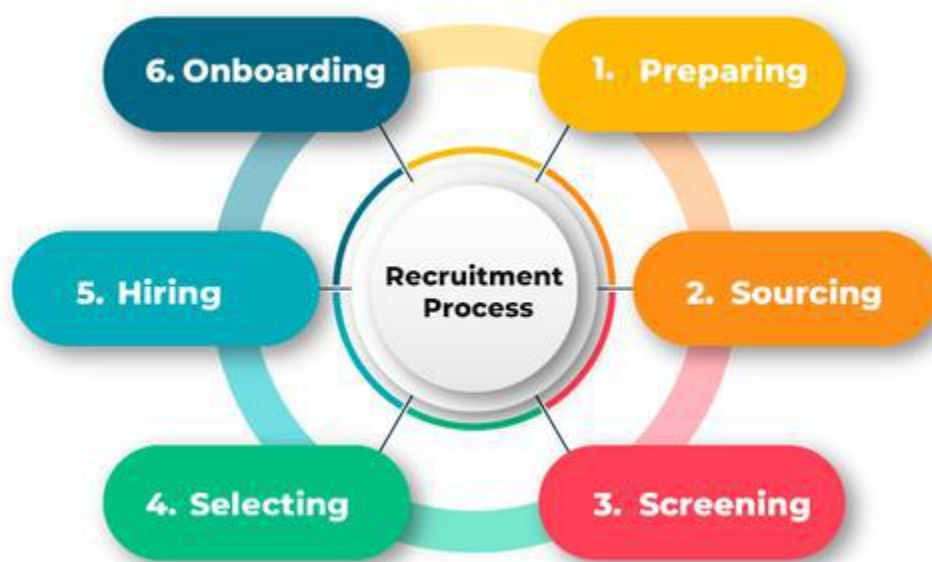 Recruitment
Process
1. Preparing
2. Sourcing
3. Screening
4. Selecting
5. Hiring
6. Onboarding